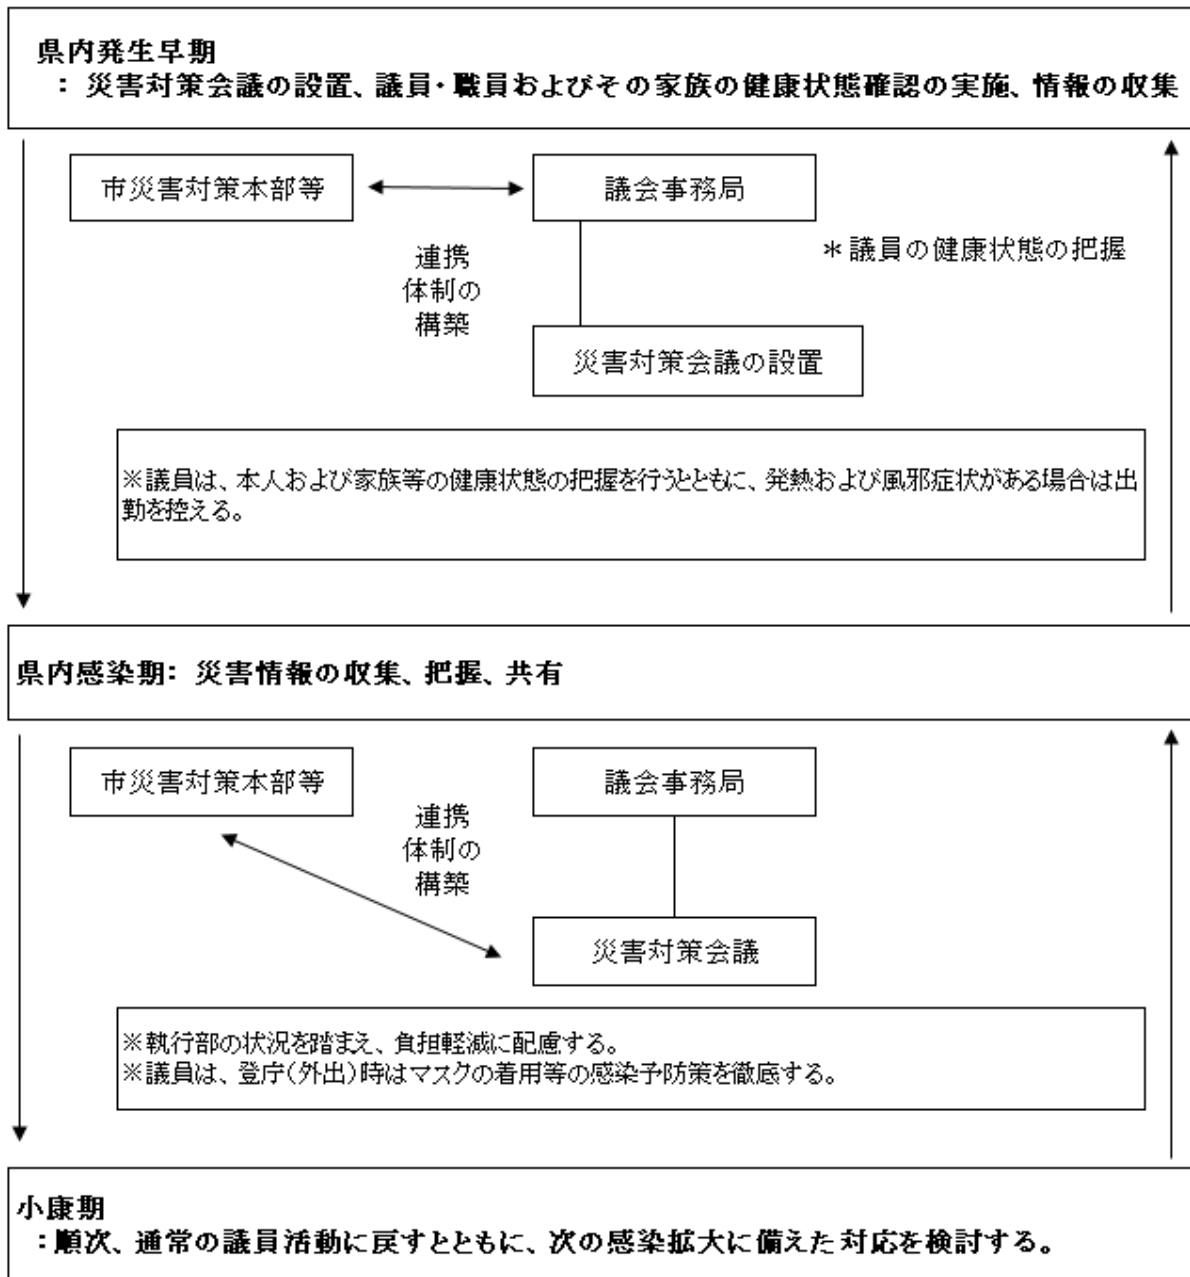 県内発生早期
：災害対策会議の設置、議員・職員およびその家族の健康状態確認の実施、情報の収集
市災害対策本部等
議会事務局
連携
体制の
構築
＊議員の健康状態の把握
災害対策会議の設置
※議員は、本人および家族等の健康状態の把握を行うとともに、発熱および風邪症状がある場合は出
勤を控える。
県内感染期：災害情報の収集、把握、共有
市災害対策本部等
議会事務局
連携
体制の
構築
災害対策会議
※執行部の状況を踏まえ、負担軽減に配慮する。
※議員は、登庁（外出）時はマスクの着用等の感染予防策を徹底する。
小康期
：順次、通常の議員活動に戻すとともに、次の感染拡大に備えた対応を検討する。